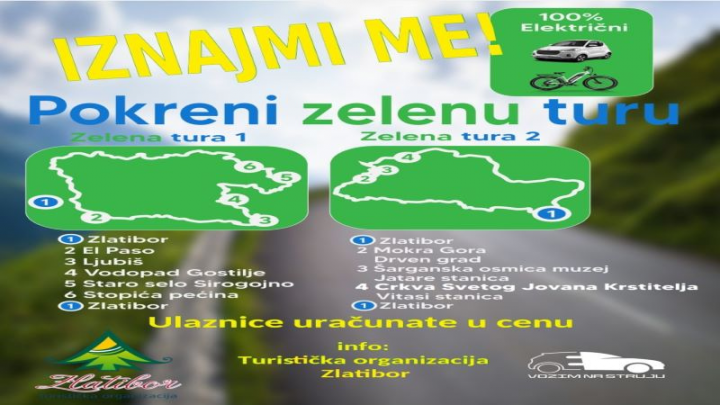 IZNAJMI ME!
100%
Električni
Pokreni zelenu turu
Zelena tura 1
Zelena tura 2
6
5
4
3
2
1
4
3
2
1
1 Zlatibor
2 El Paso
3 Ljubiš
4 Vodopad Gostilje
5 Staro selo Sirogojno
6 Stopića pećina
1 Zlatibor
1 Zlatibor
2 Mokra Gora
Drven grad
3 Šarganska osmica muzej
Jatare stanica
4 Crkva Svetog Jovana Krstitelja
Vitasi stanica
1 Zlatibor
Ulaznice uračunate u cenu
info:
Turistička organizacija
Zlatibor
Zlatibor
turistička organizacija
VOZIM NA STRUJU